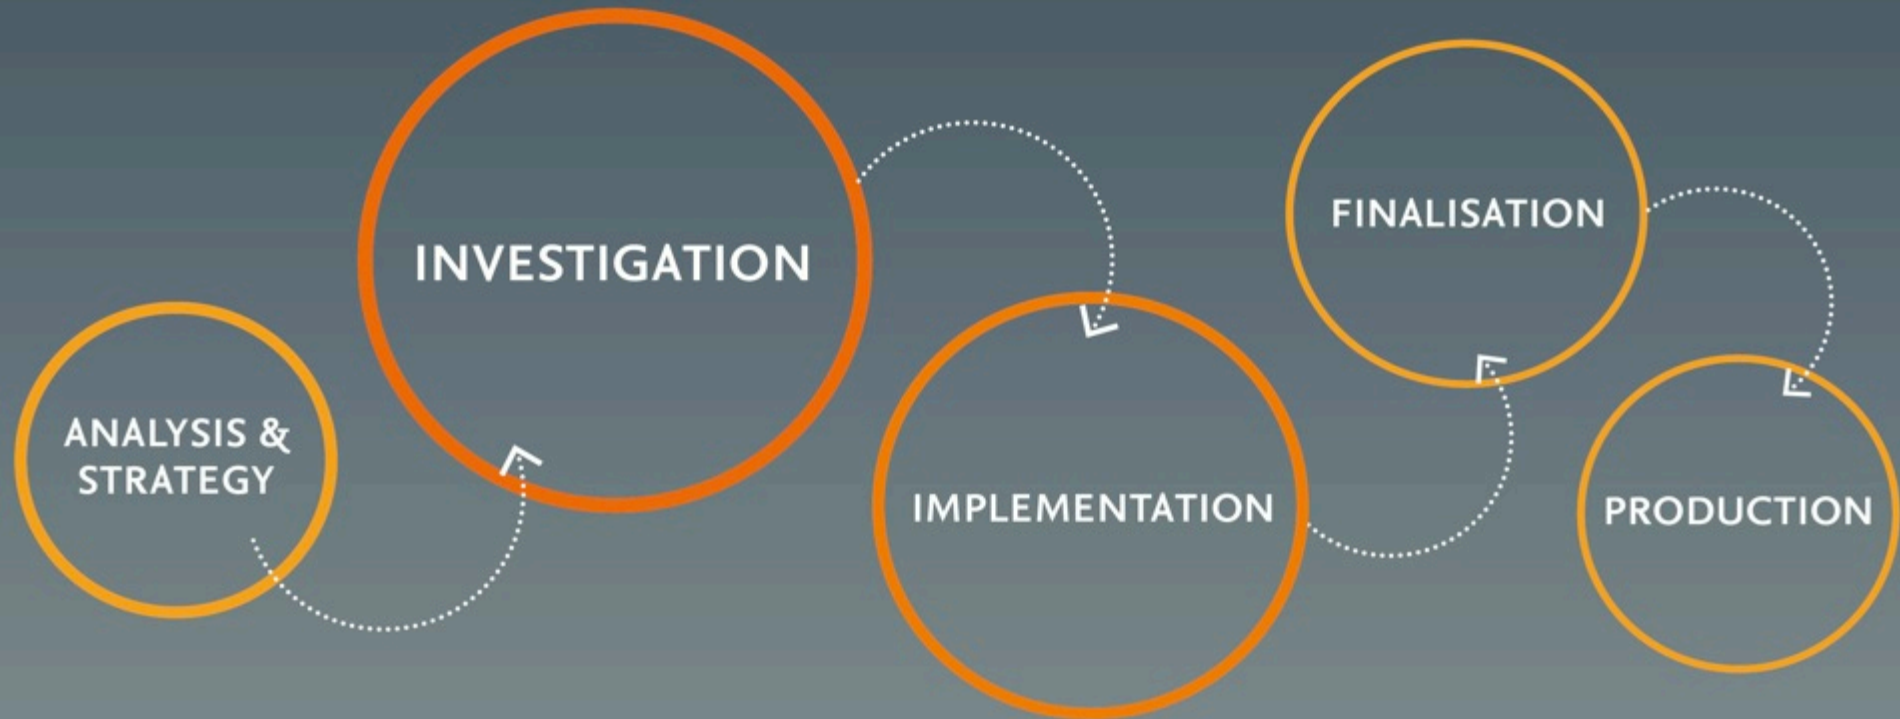 ANALYSIS &
STRATEGY
INVESTIGATION
IMPLEMENTATION
FINALISATION
PRODUCTION